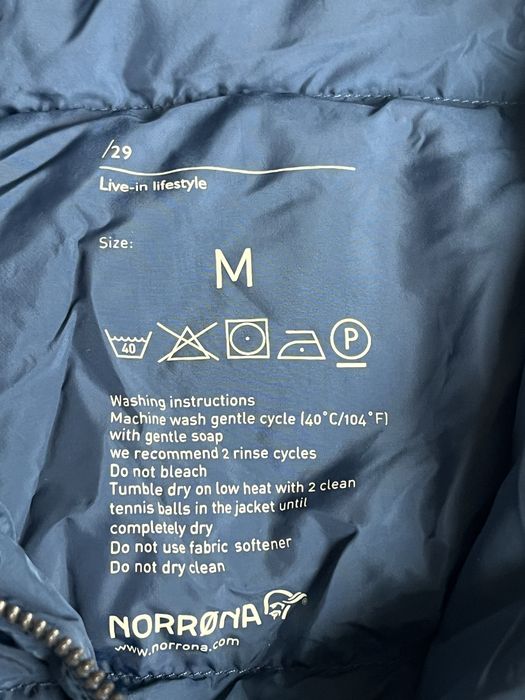 /29
Live-in lifestyle
Size:
M
40
P
Washing instructions
Machine wash gentle cycle (40°C/104°F)
with gentle soap
we recommend 2 rinse cycles
Do not bleach
Tumble dry on low heat with 2 clean
tennis balls in the jacket until
completely dry
Do not use fabric softener
Do not dry clean
NORRØNA
www.norrona.com